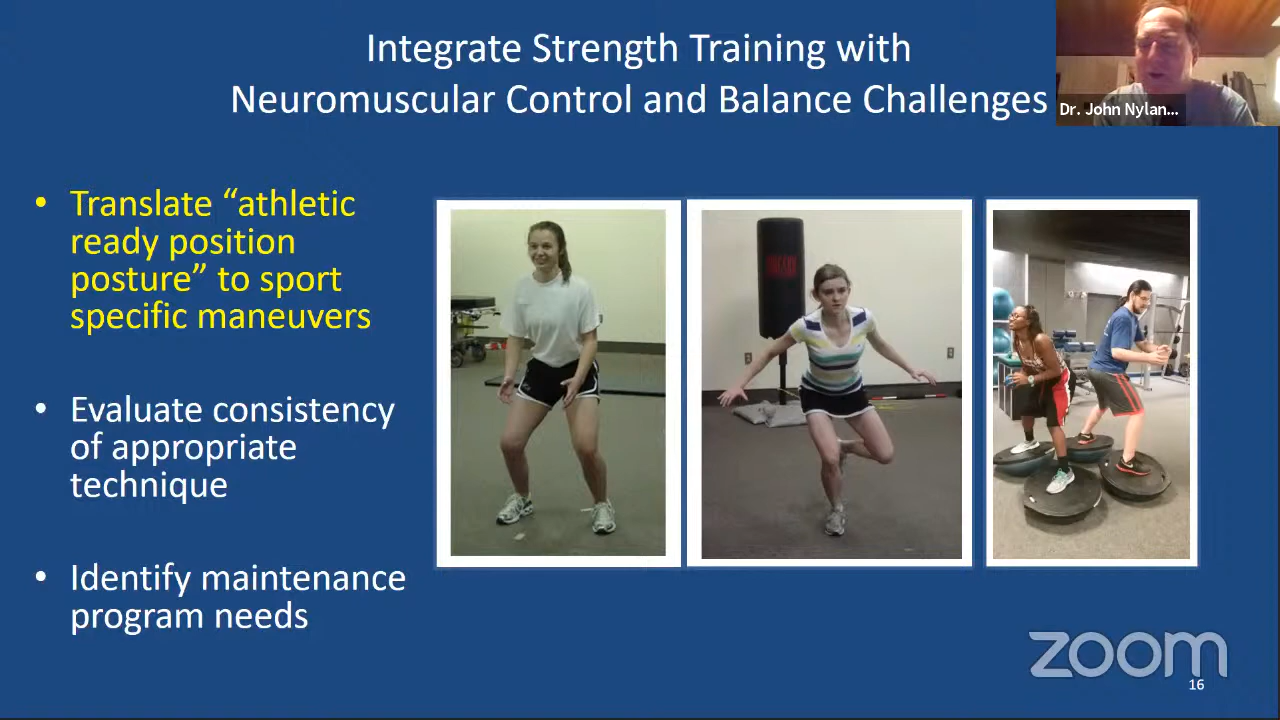 Integrate Strength Training with
Neuromuscular Control and Balance Challenges
Dr. John Nylan...
• Translate “athletic
ready position
posture” to sport
specific maneuvers
• Evaluate consistency
of appropriate
technique
• Identify maintenance
program needs
zoom
16